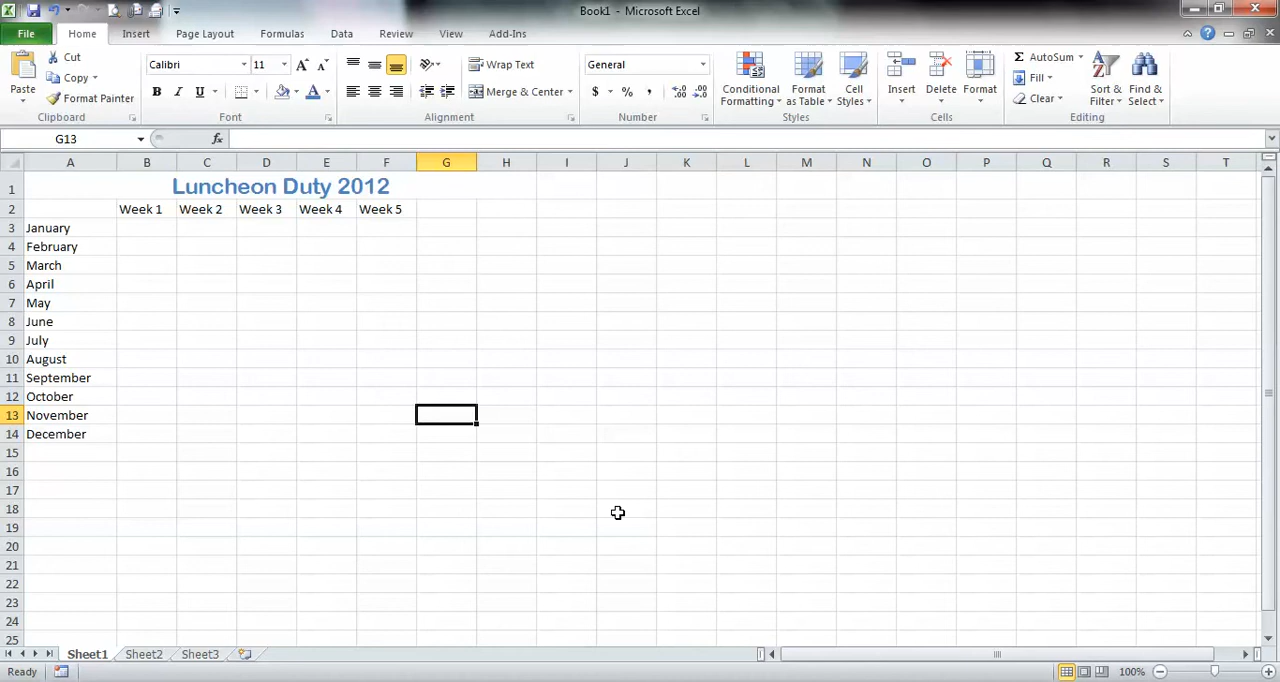 Book1 - Microsoft Excel
File Home Insert Page Layout Formulas Data Review View Add-Ins
Cut Calibri 11 Wrap Text General AutoSum
Paste Copy Conditional Formatting Format as Table Cell Styles Insert Delete Format Fill Sort & Filter Find & Select
Format Painter B I U Merge & Center $ % , Clear
Clipboard Font Alignment Number Styles Cells Editing
G13 fx
A B C D E F G H I J K L M N O P Q R S T
1 Luncheon Duty 2012
2 Week 1 Week 2 Week 3 Week 4 Week 5
3 January
4 February
5 March
6 April
7 May
8 June
9 July
10 August
11 September
12 October
13 November
14 December
15
16
17
18
19
20
21
22
23
24
25
Sheet1 Sheet2 Sheet3
Ready 100%